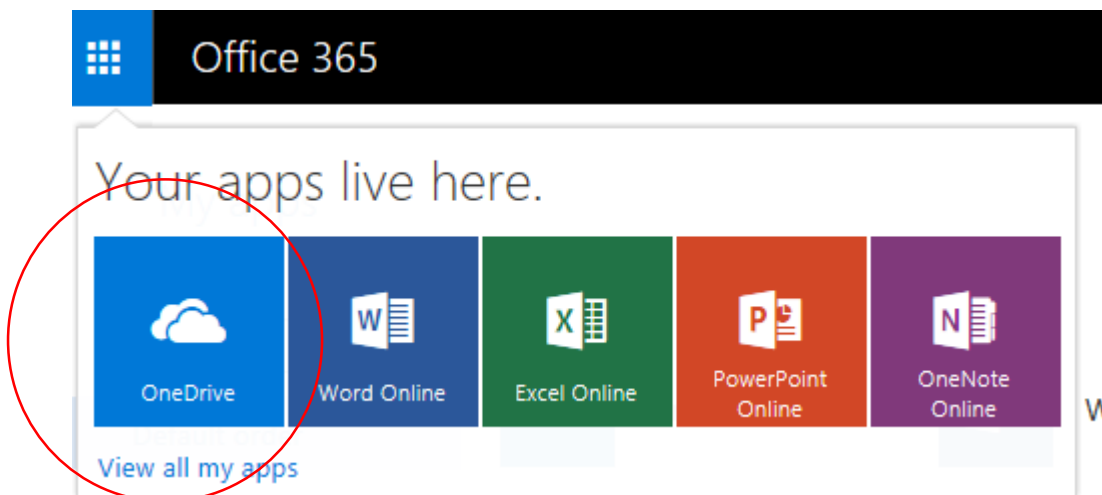 Office 365
Your apps live here.
W
X
P
N
OneDrive
Word Online
Excel Online
PowerPoint
Online
OneNote
Online
View all my apps